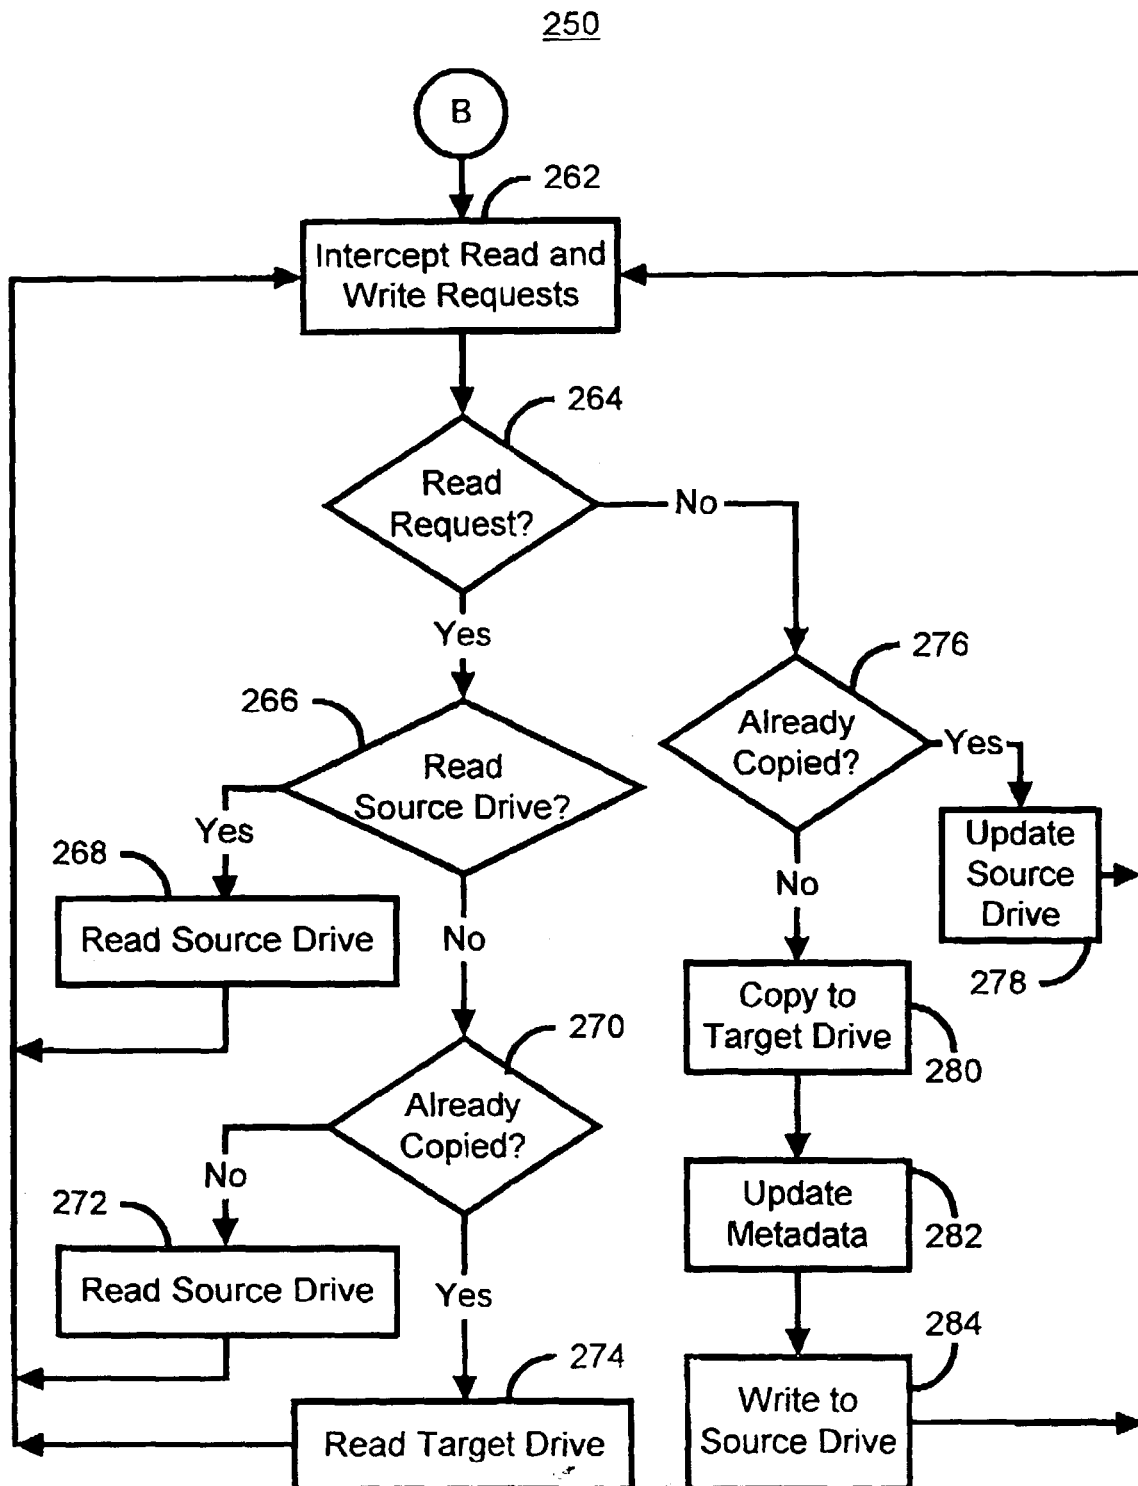 250
B
262
Intercept Read and
Write Requests
264
Read
Request?
No
Yes
276
266
Already
Copied?
Yes
Read
Source Drive?
Yes
Update
Source
Drive
268
No
No
Read Source Drive
278
Copy to
Target Drive
270
280
Already
Copied?
No
272
Update
Metadata
282
Read Source Drive
Yes
284
274
Write to
Source Drive
Read Target Drive